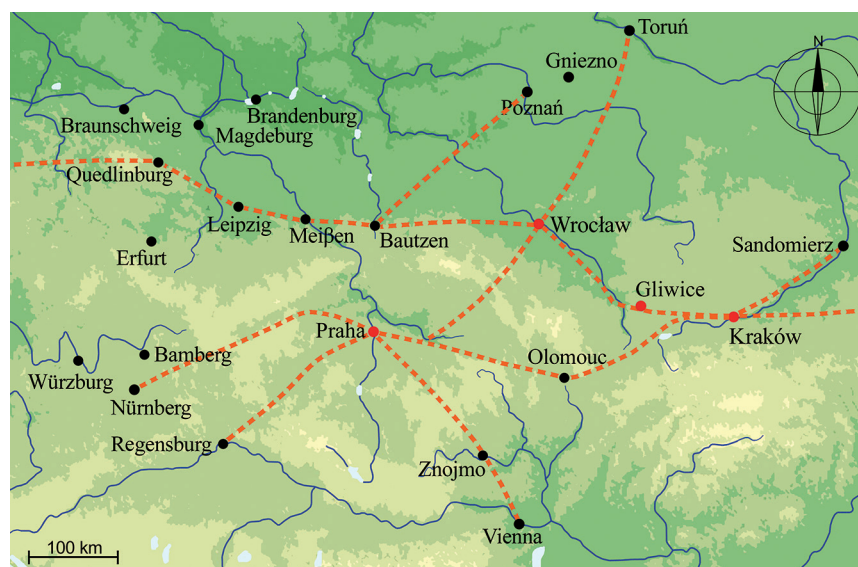 Toruń
N
Gniezno
Poznań
Brandenburg
Braunschweig
Magdeburg
Quedlinburg
Leipzig
Meiβen
Bautzen
Wrocław
Sandomierz
Erfurt
Gliwice
Praha
Kraków
Bamberg
Olomouc
Würzburg
Nürnberg
Regensburg
Znojmo
Vienna
100 km